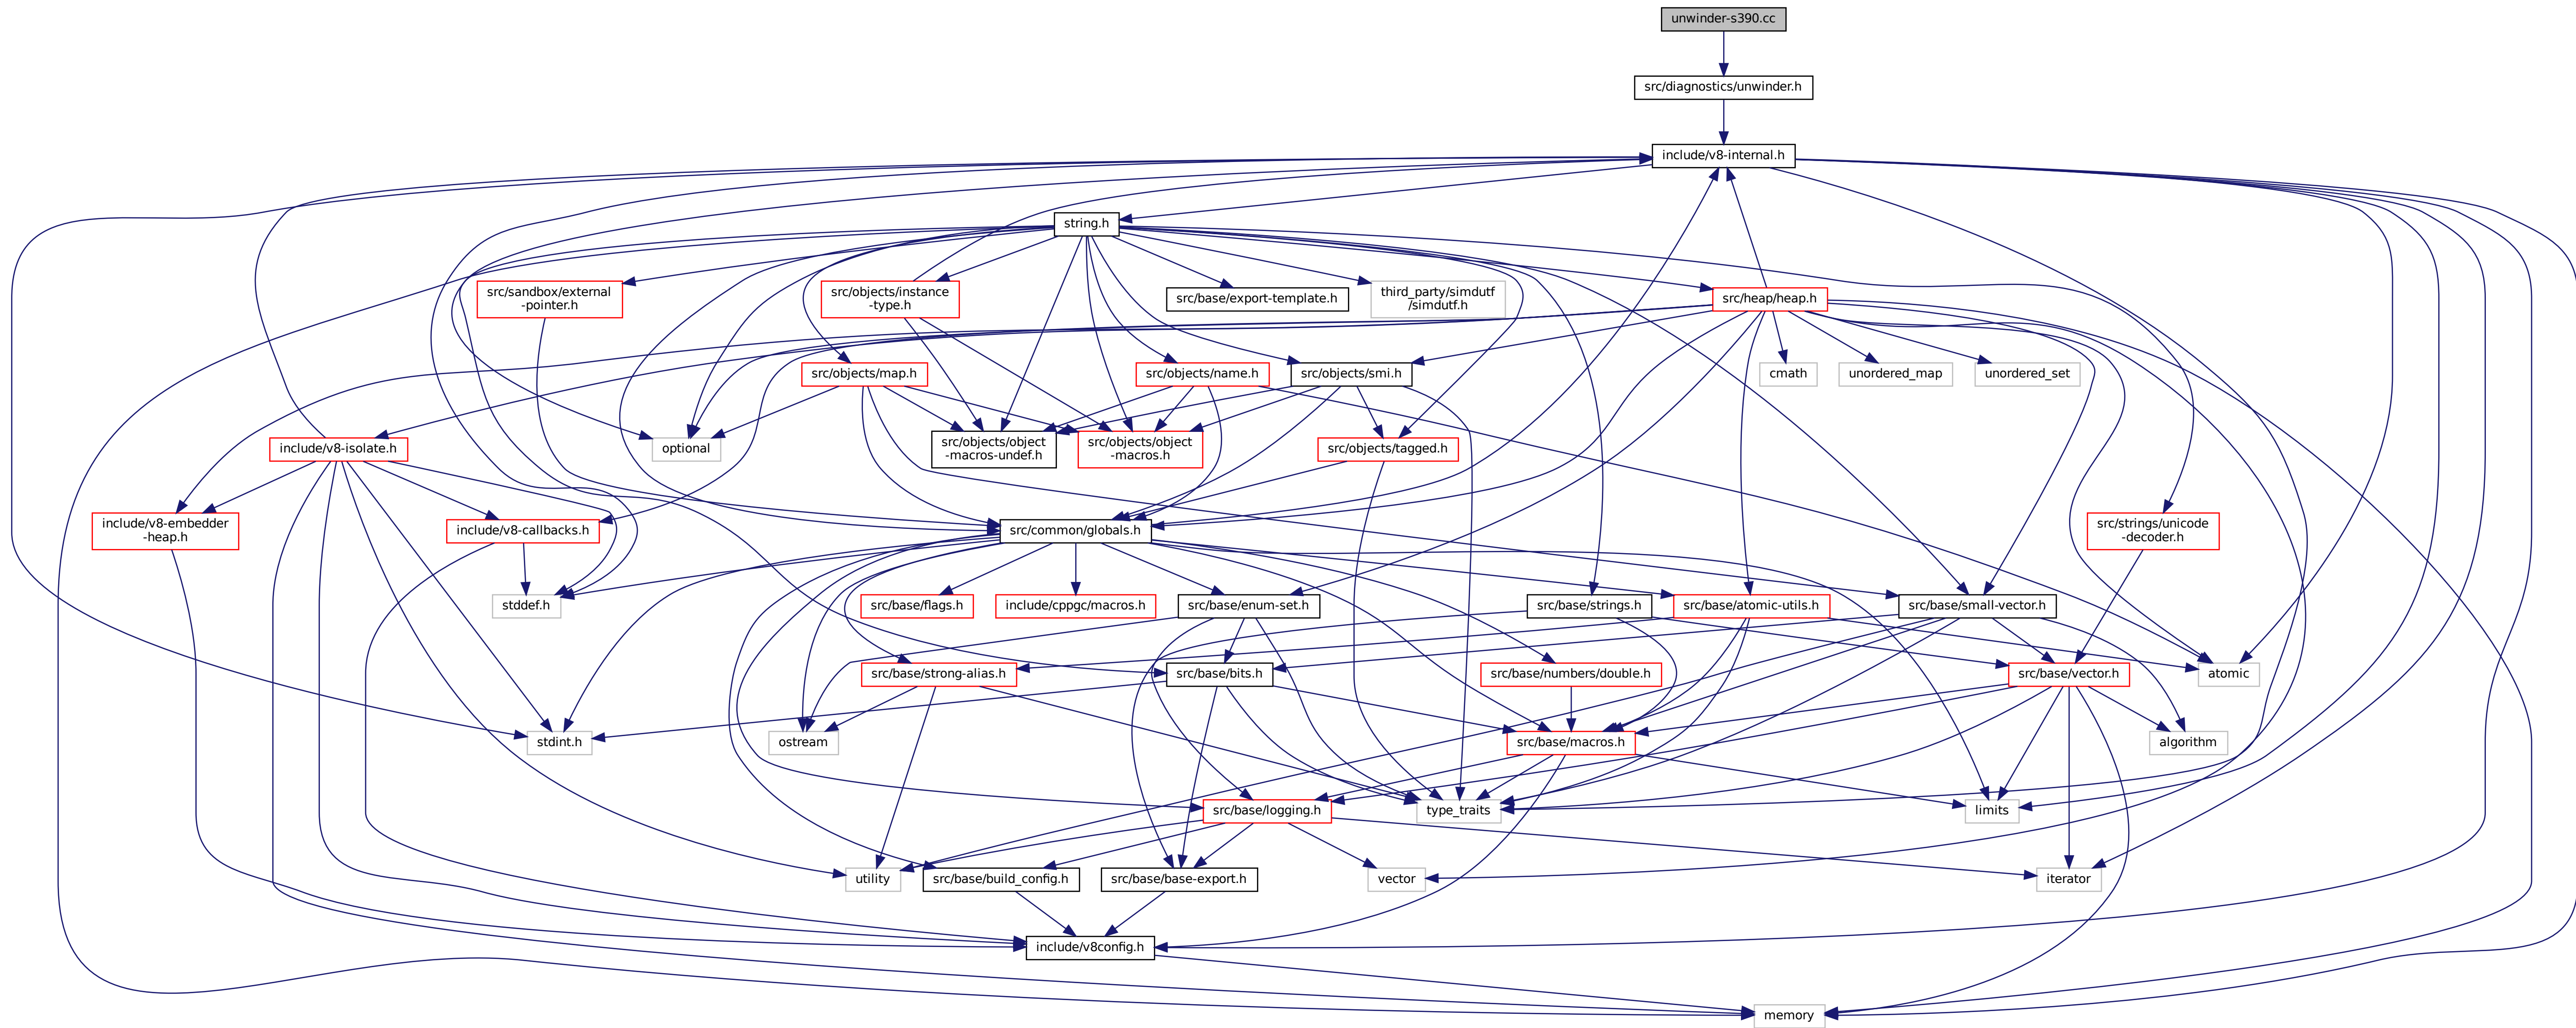 unwinder-s390.cc
src/diagnostics/unwinder.h
include/v8-internal.h
string.h
src/sandbox/external
-pointer.h
src/objects/instance
-type.h
src/base/export-template.h
third_party/simdutf
/simdutf.h
src/heap/heap.h
src/objects/map.h
src/objects/name.h
src/objects/smi.h
cmath
unordered_map
unordered_set
include/v8-isolate.h
optional
src/objects/object
-macros-undef.h
src/objects/object
-macros.h
src/objects/tagged.h
include/v8-embedder
-heap.h
include/v8-callbacks.h
src/common/globals.h
src/strings/unicode
-decoder.h
stddef.h
src/base/flags.h
include/cppgc/macros.h
src/base/enum-set.h
src/base/strings.h
src/base/atomic-utils.h
src/base/small-vector.h
src/base/strong-alias.h
src/base/bits.h
src/base/numbers/double.h
src/base/vector.h
atomic
stdint.h
ostream
src/base/macros.h
algorithm
src/base/logging.h
type_traits
limits
utility
src/base/build_config.h
src/base/base-export.h
vector
iterator
include/v8config.h
memory